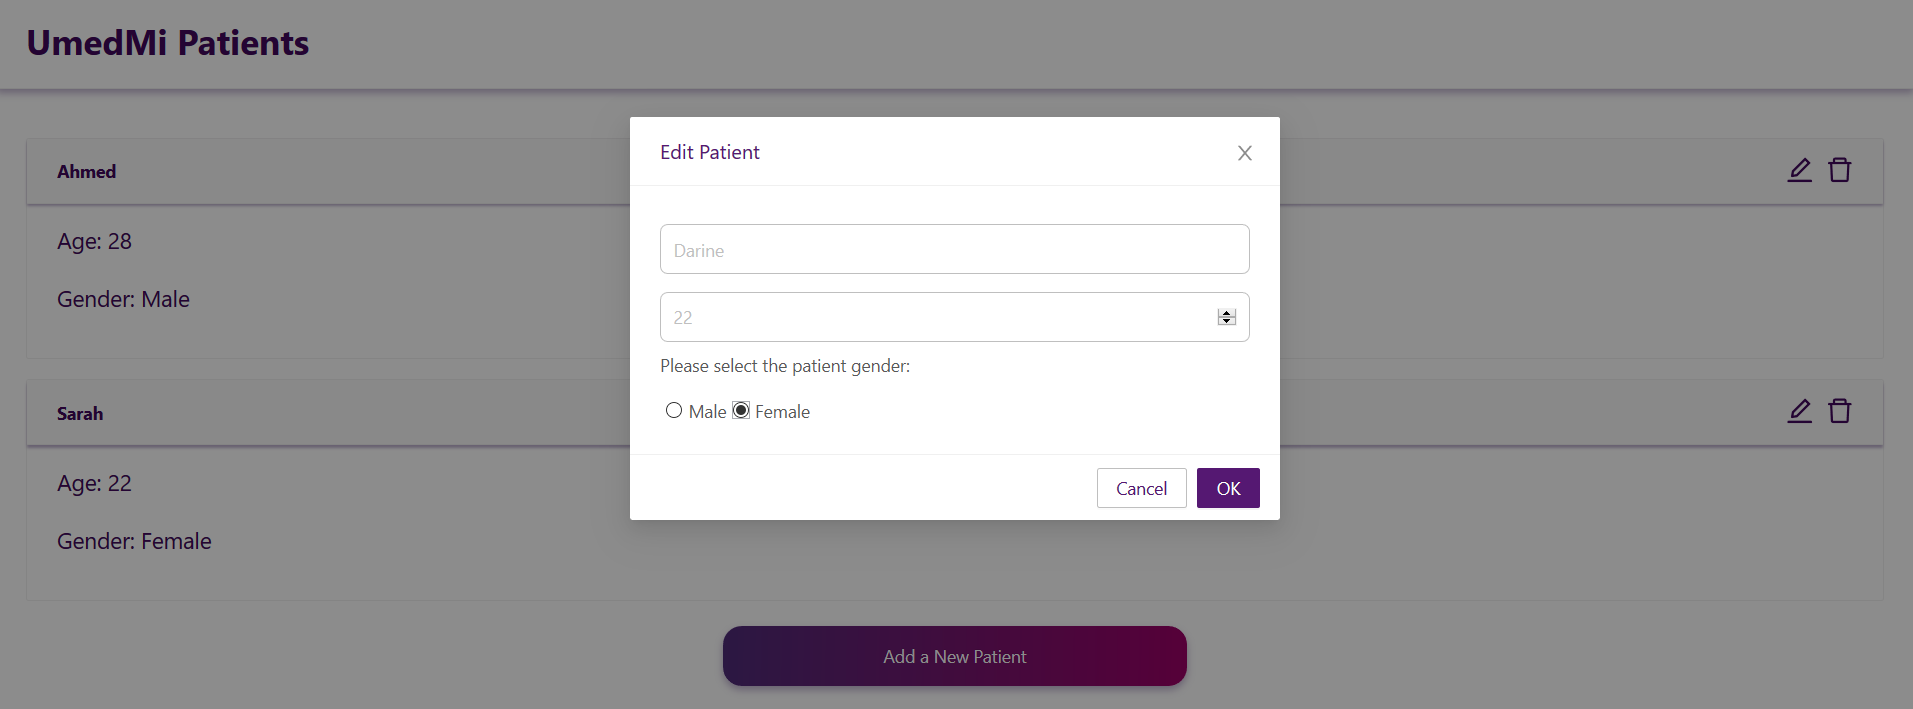 UmedMi Patients
Ahmed
Age: 28
Gender: Male
Sarah
Age: 22
Gender: Female
Edit Patient
Darine
22
Please select the patient gender:
Male Female
Cancel OK
Add a New Patient